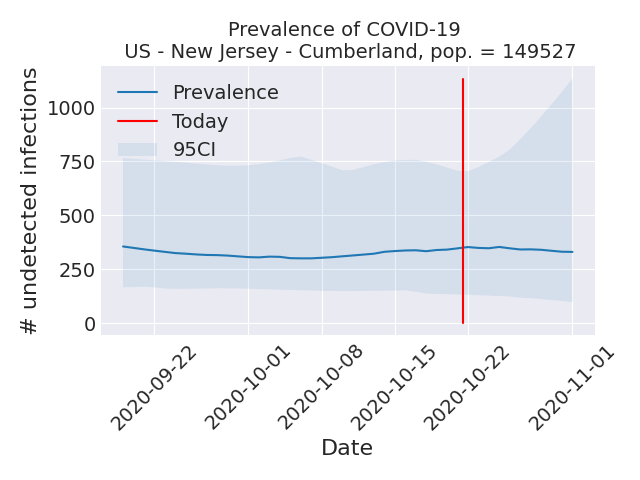 Prevalence of COVID-19
US - New Jersey - Cumberland, pop. = 149527
# undetected infections
1000
750
500
250
0
Prevalence
Today
95CI
2020-09-22
2020-10-01
2020-10-08
2020-10-15
2020-10-22
2020-11-01
Date